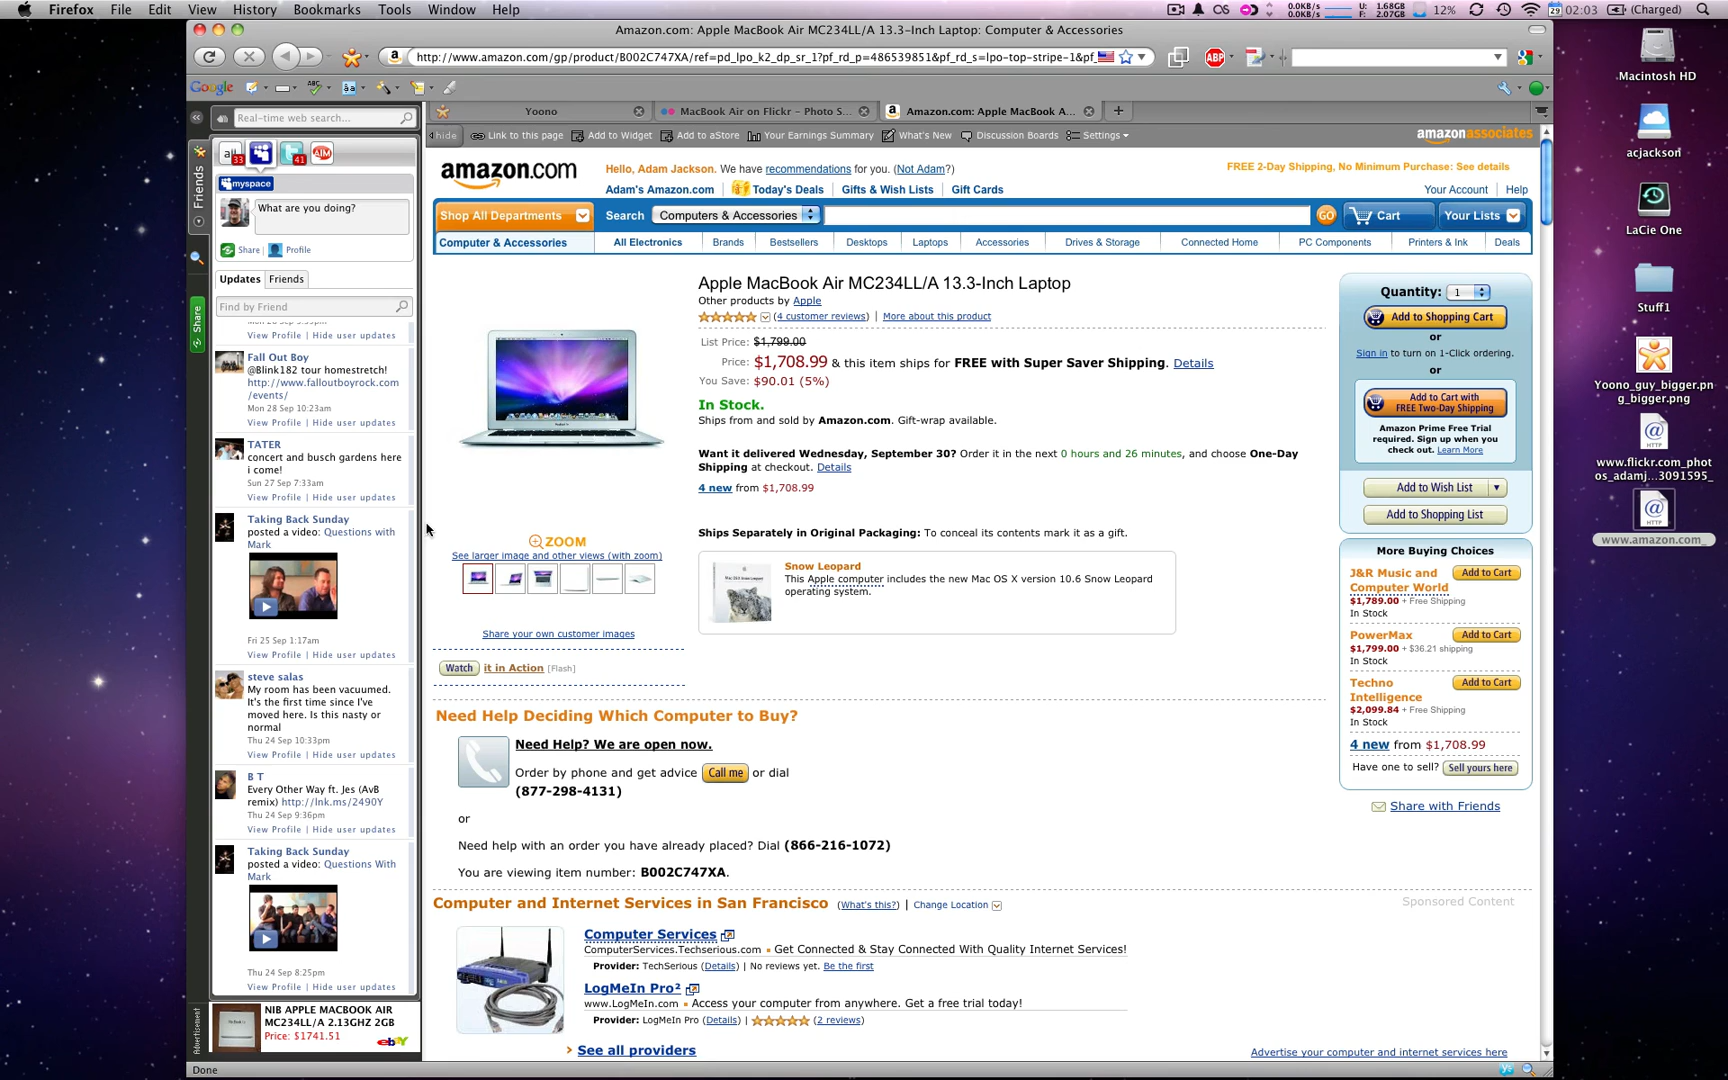 Firefox File Edit View History Bookmarks Tools Window Help
0.0KB/s
0.0KB/s
U: 1.68GB
F: 2.07GB
12%
29 02:03 (Charged)
Amazon.com: Apple MacBook Air MC234LL/A 13.3-Inch Laptop: Computer & Accessories
http://www.amazon.com/gp/product/B002C747XA/ref=pd_lpo_k2_dp_sr_1?pf_rd_p=486539851&pf_rd_s=lpo-top-stripe-1&pf_
ABP
Google
Yoono
MacBook Air on Flickr – Photo S...
Amazon.com: Apple MacBook A...
Real-time web search...
hide Link to this page Add to Widget Add to aStore Your Earnings Summary What's New Discussion Boards Settings
amazonassociates
Friends
Share
all 33
41
AIM
myspace
What are you doing?
Share Profile
Updates Friends
Find by Friend
View Profile | Hide user updates
Fall Out Boy
@Blink182 tour homestretch!
http://www.falloutboyrock.com
/events/
Mon 28 Sep 10:23am
View Profile | Hide user updates
TATER
concert and busch gardens here
i come!
Sun 27 Sep 7:33am
View Profile | Hide user updates
Taking Back Sunday
posted a video: Questions with
Mark
Fri 25 Sep 1:17am
View Profile | Hide user updates
steve salas
My room has been vacuumed.
It's the first time since I've
moved here. Is this nasty or
normal
Thu 24 Sep 10:33pm
View Profile | Hide user updates
B T
Every Other Way ft. Jes (AvB
remix) http://lnk.ms/2490Y
Thu 24 Sep 9:36pm
View Profile | Hide user updates
Taking Back Sunday
posted a video: Questions With
Mark
Thu 24 Sep 8:25pm
View Profile | Hide user updates
Advertisement
NIB APPLE MACBOOK AIR
MC234LL/A 2.13GHZ 2GB
Price: $1741.51
ebY
Done
amazon.com
Hello, Adam Jackson. We have recommendations for you. (Not Adam?)
FREE 2-Day Shipping, No Minimum Purchase: See details
Adam's Amazon.com Today's Deals Gifts & Wish Lists Gift Cards
Your Account | Help
Shop All Departments Search Computers & Accessories GO Cart Your Lists
Computer & Accessories All Electronics Brands Bestsellers Desktops Laptops Accessories Drives & Storage Connected Home PC Components Printers & Ink Deals
Apple MacBook Air MC234LL/A 13.3-Inch Laptop
Other products by Apple
(4 customer reviews) | More about this product
List Price: $1,799.00
Price: $1,708.99 & this item ships for FREE with Super Saver Shipping. Details
You Save: $90.01 (5%)
In Stock.
Ships from and sold by Amazon.com. Gift-wrap available.
Want it delivered Wednesday, September 30? Order it in the next 0 hours and 26 minutes, and choose One-Day
Shipping at checkout. Details
4 new from $1,708.99
Ships Separately in Original Packaging: To conceal its contents mark it as a gift.
Snow Leopard
This Apple computer includes the new Mac OS X version 10.6 Snow Leopard
operating system.
ZOOM
See larger image and other views (with zoom)
Share your own customer images
Watch it in Action [Flash]
Quantity: 1
Add to Shopping Cart
or
Sign in to turn on 1-Click ordering.
or
Add to Cart with
FREE Two-Day Shipping
Amazon Prime Free Trial
required. Sign up when you
check out. Learn More
Add to Wish List
Add to Shopping List
More Buying Choices
J&R Music and
Computer World
Add to Cart
$1,789.00 + Free Shipping
In Stock
PowerMax
Add to Cart
$1,799.00 + $36.21 shipping
In Stock
Techno
Intelligence
Add to Cart
$2,099.84 + Free Shipping
In Stock
4 new from $1,708.99
Have one to sell? Sell yours here
Share with Friends
Need Help Deciding Which Computer to Buy?
Need Help? We are open now.
Order by phone and get advice Call me or dial
(877-298-4131)
or
Need help with an order you have already placed? Dial (866-216-1072)
You are viewing item number: B002C747XA.
Computer and Internet Services in San Francisco (What's this?) | Change Location
Sponsored Content
Computer Services
ComputerServices.Techserious.com Get Connected & Stay Connected With Quality Internet Services!
Provider: TechSerious (Details) | No reviews yet. Be the first
LogMeIn Pro²
www.LogMeIn.com Access your computer from anywhere. Get a free trial today!
Provider: LogMeIn Pro (Details) | (2 reviews)
See all providers
Advertise your computer and internet services here
Macintosh HD
acjackson
LaCie One
Stuff1
Yoono_guy_bigger.pn
g_bigger.png
HTTP
www.flickr.com_phot
os_adamj...3091595_
HTTP
www.amazon.com_